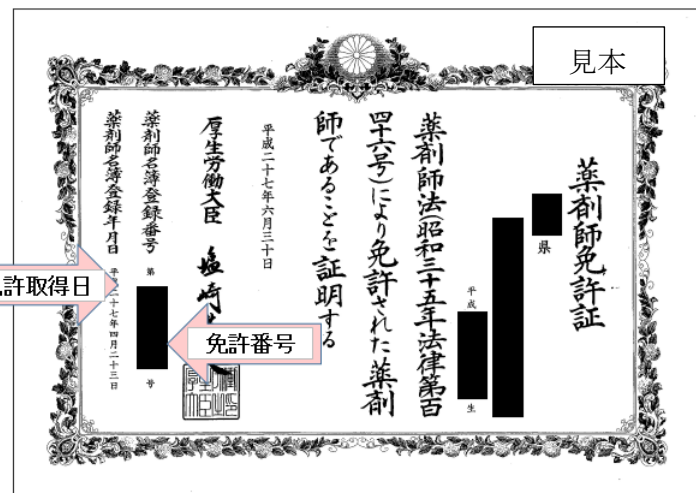 見本
薬剤師免許証
県
平成
生
薬剤師法(昭和三十五年法律第百
四十六号)により免許された薬剤
師であることを証明する
平成二十七年六月三十日
厚生労働大臣 塩崎
薬剤師名簿登録番号
第
号
薬剤師名簿登録年月日
平成二十七年四月二十三日
許取得日
免許番号